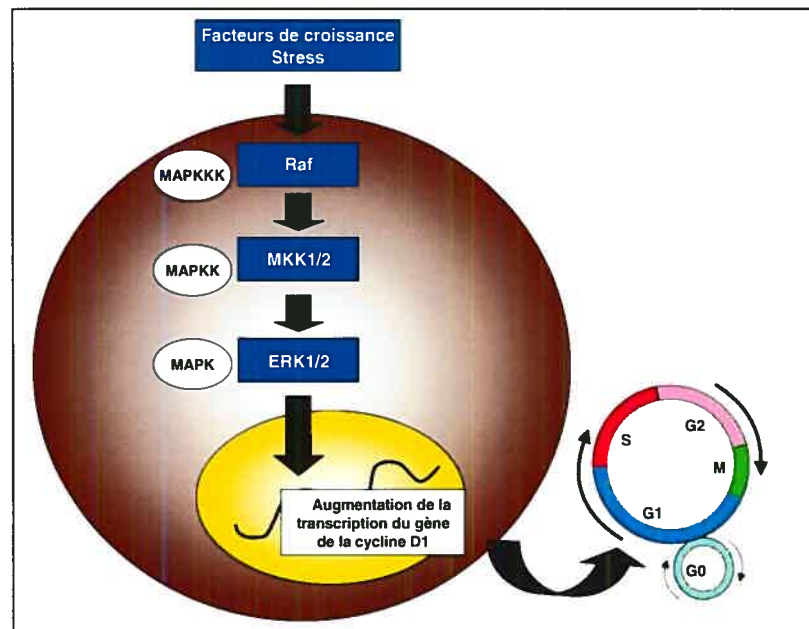 Facteurs de croissance
Stress
MAPKKK
Raf
MAPKK
MKK1/2
MAPK
ERK1/2
Augmentation de la
transcription du gène
de la cycline D1
S
G2
M
G1
G0